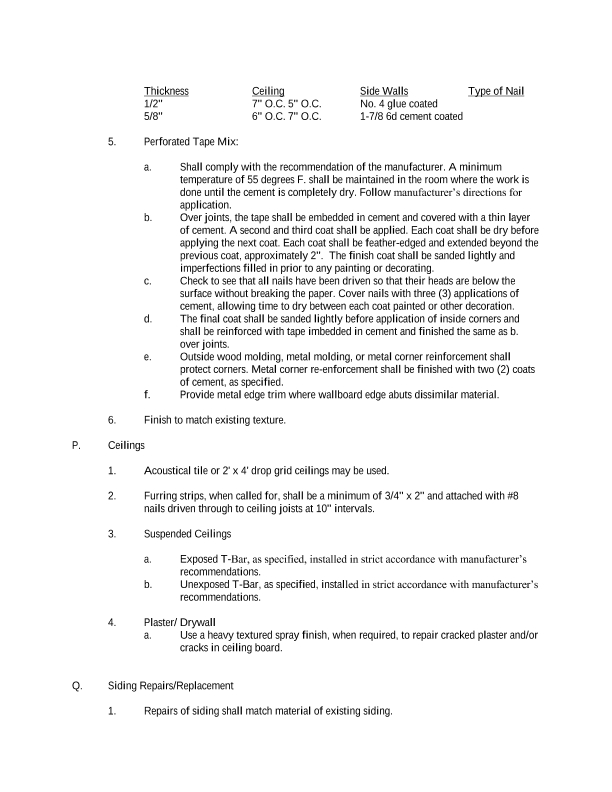 Thickness Ceiling Side Walls Type of Nail
1/2" 7" O.C. 5" O.C. No. 4 glue coated
5/8" 6" O.C. 7" O.C. 1-7/8 6d cement coated
5. Perforated Tape Mix:
a. Shall comply with the recommendation of the manufacturer. A minimum
temperature of 55 degrees F. shall be maintained in the room where the work is
done until the cement is completely dry. Follow manufacturer's directions for
application.
b. Over joints, the tape shall be embedded in cement and covered with a thin layer
of cement. A second and third coat shall be applied. Each coat shall be dry before
applying the next coat. Each coat shall be feather-edged and extended beyond the
previous coat, approximately 2". The finish coat shall be sanded lightly and
imperfections filled in prior to any painting or decorating.
c. Check to see that all nails have been driven so that their heads are below the
surface without breaking the paper. Cover nails with three (3) applications of
cement, allowing time to dry between each coat painted or other decoration.
d. The final coat shall be sanded lightly before application of inside corners and
shall be reinforced with tape imbedded in cement and finished the same as b.
over joints.
e. Outside wood molding, metal molding, or metal corner reinforcement shall
protect corners. Metal corner re-enforcement shall be finished with two (2) coats
of cement, as specified.
f. Provide metal edge trim where wallboard edge abuts dissimilar material.
6. Finish to match existing texture.
P. Ceilings
1. Acoustical tile or 2' x 4' drop grid ceilings may be used.
2. Furring strips, when called for, shall be a minimum of 3/4" x 2" and attached with #8
nails driven through to ceiling joists at 10" intervals.
3. Suspended Ceilings
a. Exposed T-Bar, as specified, installed in strict accordance with manufacturer's
recommendations.
b. Unexposed T-Bar, as specified, installed in strict accordance with manufacturer's
recommendations.
4. Plaster/ Drywall
a. Use a heavy textured spray finish, when required, to repair cracked plaster and/or
cracks in ceiling board.
Q. Siding Repairs/Replacement
1. Repairs of siding shall match material of existing siding.